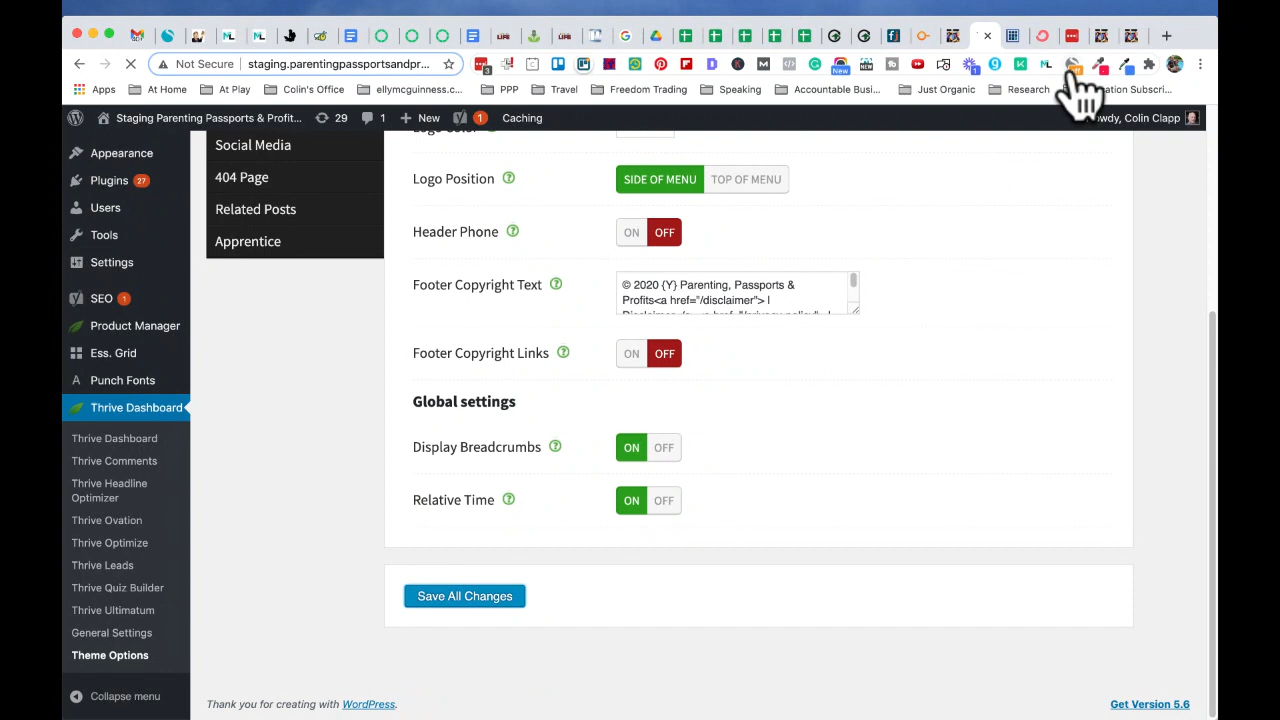 Not Secure
staging.parentingpassportsandpr...
Apps
At Home
At Play
Colin's Office
ellymcguinness.c...
PPP
Travel
Freedom Trading
Speaking
Accountable Busi...
Just Organic
Research
ation Subscri...
Staging Parenting Passports & Profit...
29
1
New
1
Caching
owdy, Colin Clapp
Appearance
Plugins 27
Users
Tools
Settings
SEO 1
Product Manager
Ess. Grid
Punch Fonts
Thrive Dashboard
Thrive Dashboard
Thrive Comments
Thrive Headline
Optimizer
Thrive Ovation
Thrive Optimize
Thrive Leads
Thrive Quiz Builder
Thrive Ultimatum
General Settings
Theme Options
Collapse menu
Social Media
404 Page
Related Posts
Apprentice
Logo Position
SIDE OF MENU
TOP OF MENU
Header Phone
ON OFF
Footer Copyright Text
© 2020 {Y} Parenting, Passports &
Profits<a href="/disclaimer"> |
Footer Copyright Links
ON OFF
Global settings
Display Breadcrumbs
ON OFF
Relative Time
ON OFF
Save All Changes
Thank you for creating with WordPress.
Get Version 5.6